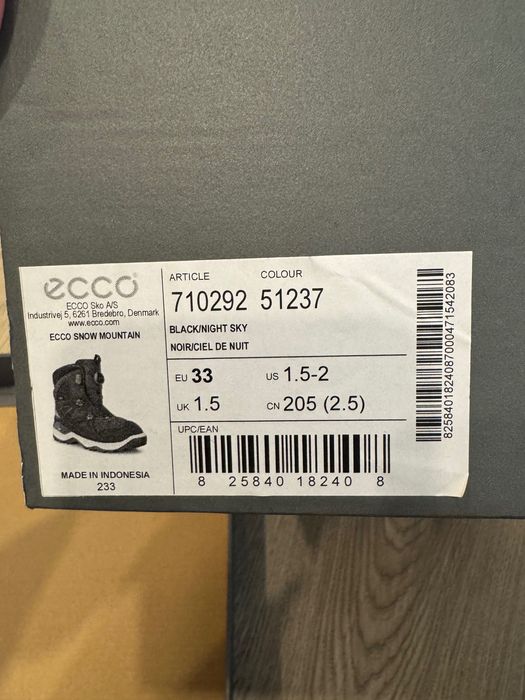 ecco
ECCO Sko A/S
Industrivej 5, 6261 Bredebro, Denmark
www.ecco.com
ECCO SNOW MOUNTAIN
MADE IN INDONESIA
233
ARTICLE COLOUR
710292 51237
BLACK/NIGHT SKY
NOIR/CIEL DE NUIT
EU 33 US 1.5-2
UK 1.5 CN 205 (2.5)
UPC/EAN
8 25840 18240 8
82584018240870000471542083